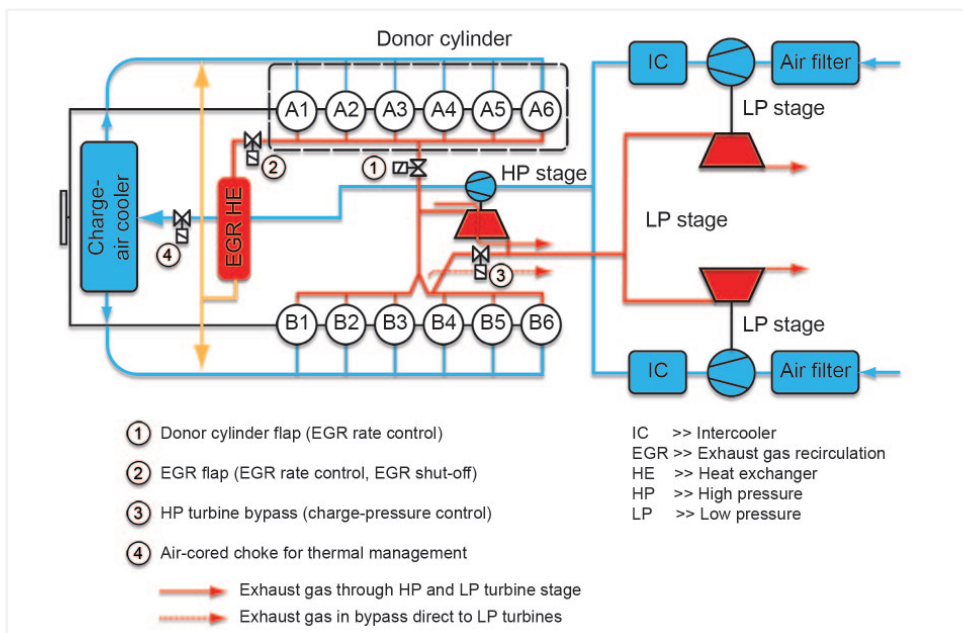 Donor cylinder
IC
Air filter
LP stage
A1 A2 A3 A4 A5 A6
2
1
HP stage
Charge-
air cooler
EGR HE
4
LP stage
3
B1 B2 B3 B4 B5 B6
LP stage
IC
Air filter
1 Donor cylinder flap (EGR rate control)
2 EGR flap (EGR rate control, EGR shut-off)
3 HP turbine bypass (charge-pressure control)
4 Air-cored choke for thermal management
Exhaust gas through HP and LP turbine stage
Exhaust gas in bypass direct to LP turbines
IC >> Intercooler
EGR >> Exhaust gas recirculation
HE >> Heat exchanger
HP >> High pressure
LP >> Low pressure